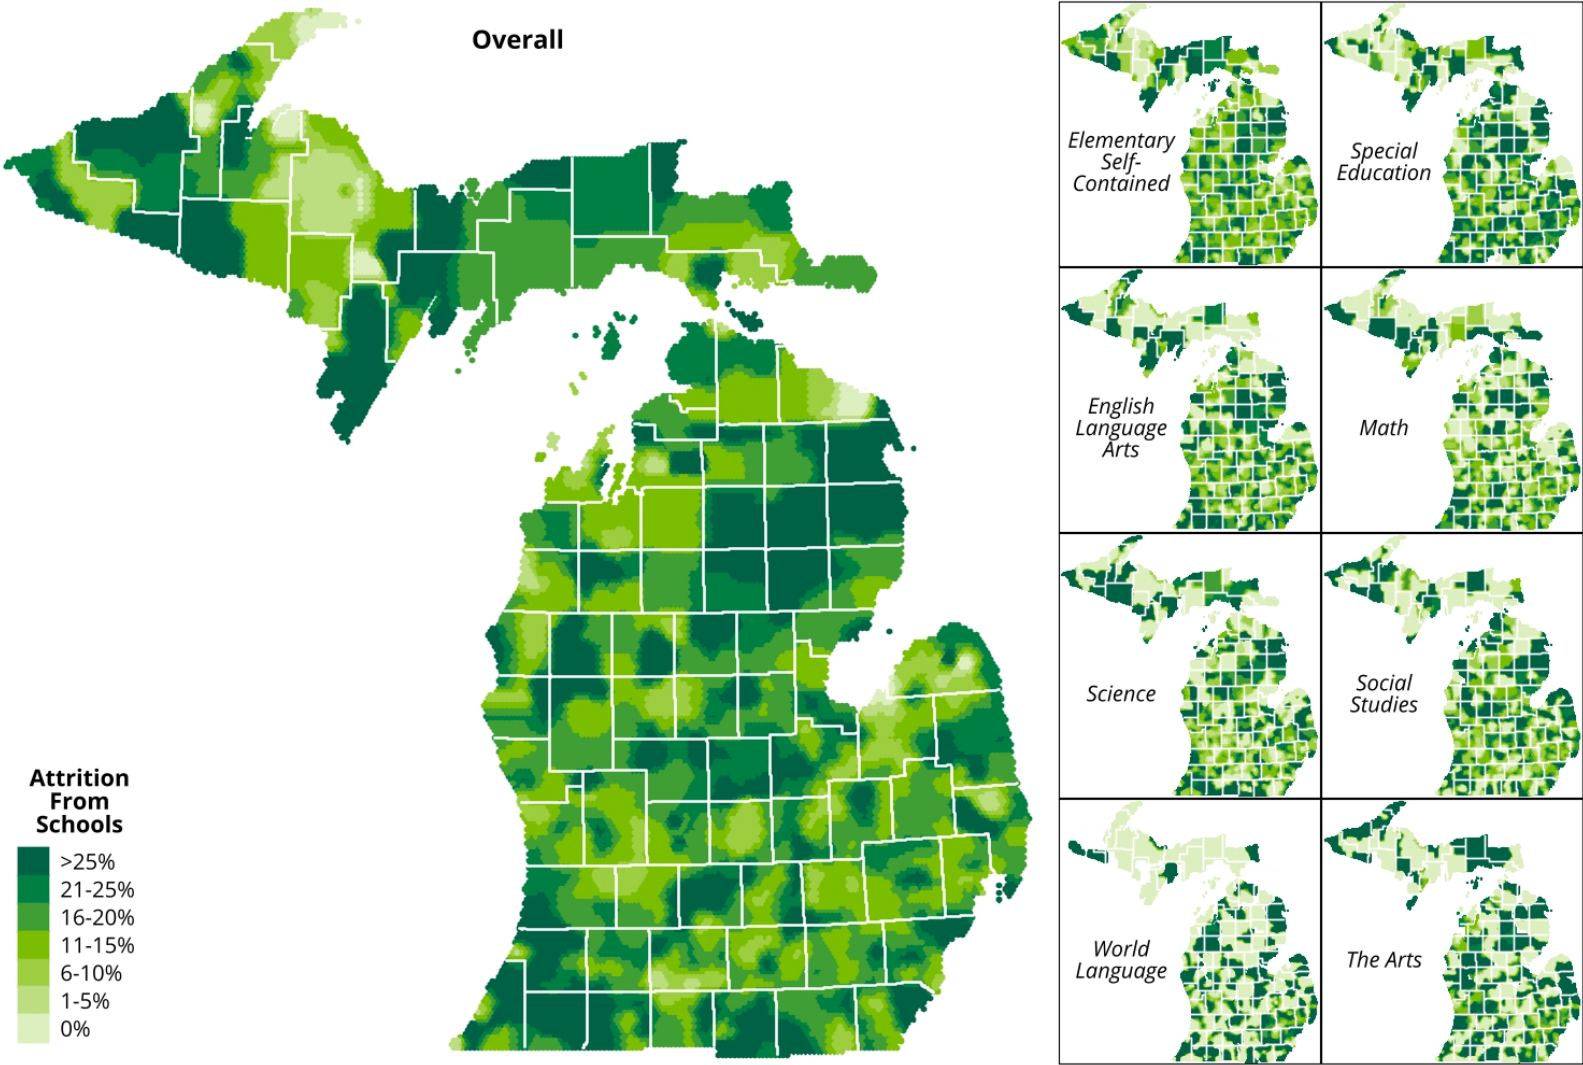 Overall
Attrition
From
Schools
>25%
21-25%
16-20%
11-15%
6-10%
1-5%
0%
Elementary
Self-
Contained
Special
Education
English
Language
Arts
Math
Science
Social
Studies
World
Language
The Arts